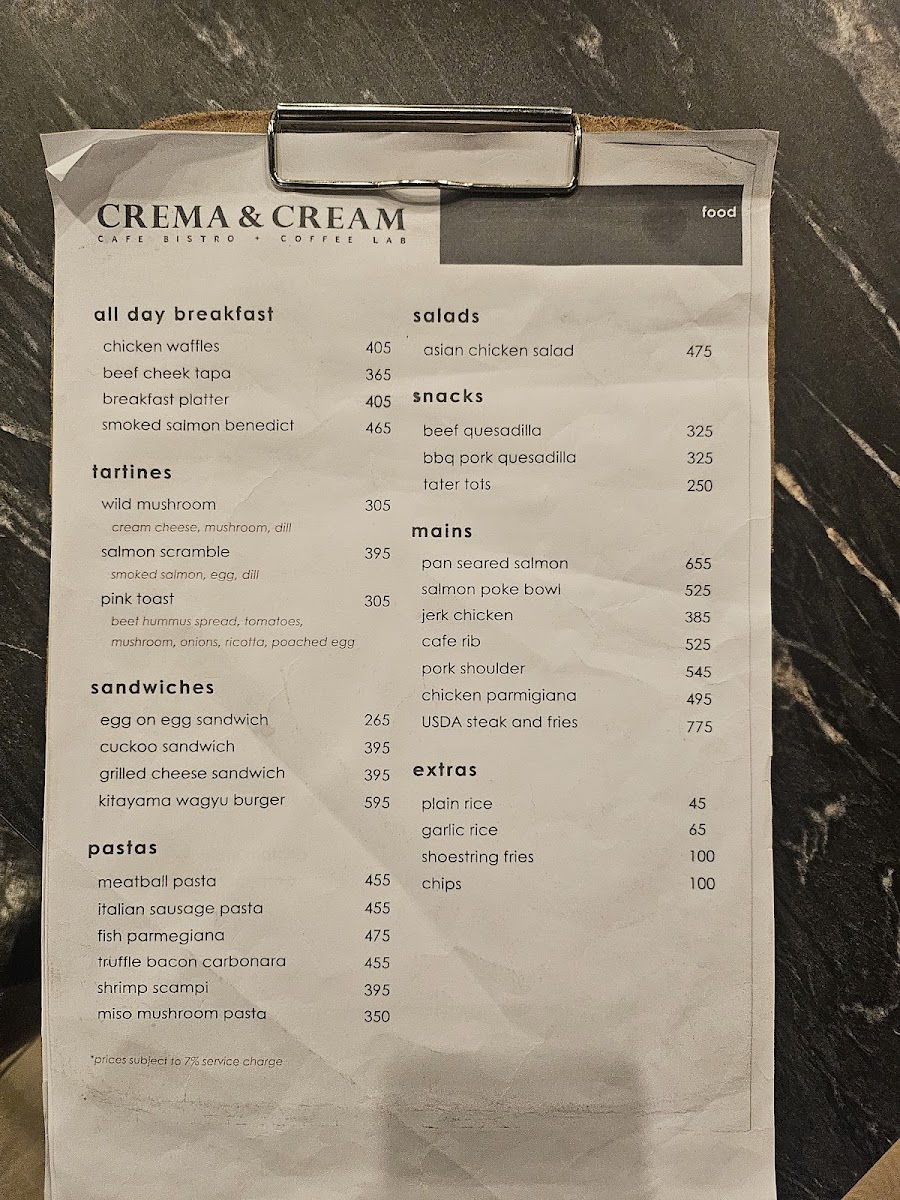 CREMA & CREAM
CAFE BISTRO + COFFEE LAB
food
all day breakfast
chicken waffles 405
beef cheek tapa 365
breakfast platter 405
smoked salmon benedict 465
tartines
wild mushroom 305
cream cheese, mushroom, dill
salmon scramble 395
smoked salmon, egg, dill
pink toast 305
beet hummus spread, tomatoes,
mushroom, onions, ricotta, poached egg
sandwiches
egg on egg sandwich 265
cuckoo sandwich 395
grilled cheese sandwich 395
kitayama wagyu burger 595
pastas
meatball pasta 455
italian sausage pasta 455
fish parmegiana 475
truffle bacon carbonara 455
shrimp scampi 395
miso mushroom pasta 350
*prices subject to 7% service charge
salads
asian chicken salad 475
snacks
beef quesadilla 325
bbq pork quesadilla 325
tater tots 250
mains
pan seared salmon 655
salmon poke bowl 525
jerk chicken 385
cafe rib 525
pork shoulder 545
chicken parmigiana 495
USDA steak and fries 775
extras
plain rice 45
garlic rice 65
shoestring fries 100
chips 100